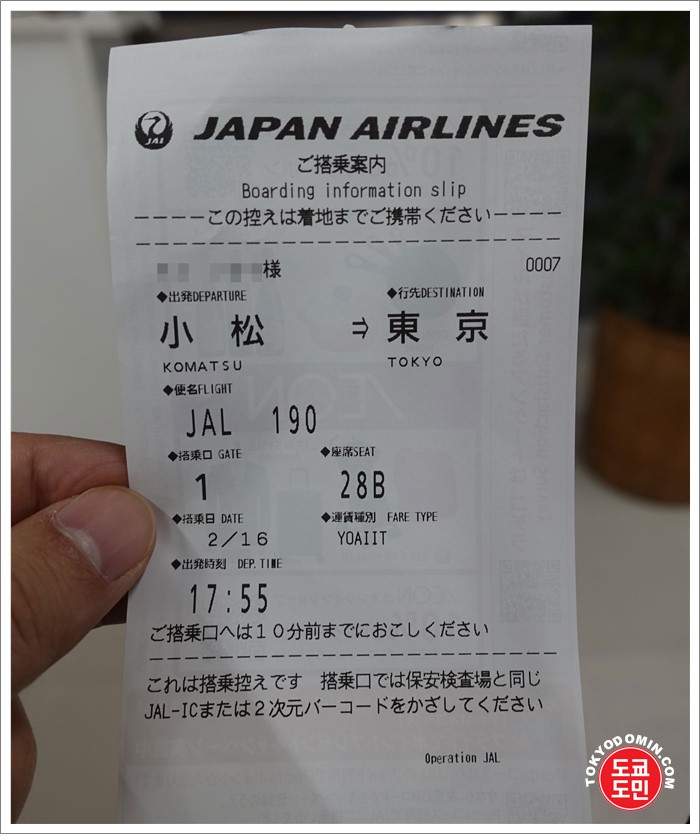 JAL JAPAN AIRLINES
ご搭乗案内
Boarding information slip
----この控えは着地までご携帯ください----
様 0007
◆出発DEPARTURE ◆行先DESTINATION
小 松 ⇒ 東 京
KOMATSU TOKYO
◆便名FLIGHT
JAL 190
◆搭乗口 GATE ◆座席SEAT
1 28B
◆搭乗日 DATE ◆運賃種別 FARE TYPE
2/16 YOAIIT
◆出発時刻 DEP.TIME
17:55
ご搭乗口へは10分前までにおこしください
これは搭乗控えです 搭乗口では保安検査場と同じ
JAL-ICまたは2次元バーコードをかざしてください
Operation JAL
TOKYODOMIN.COM
도쿄
도민